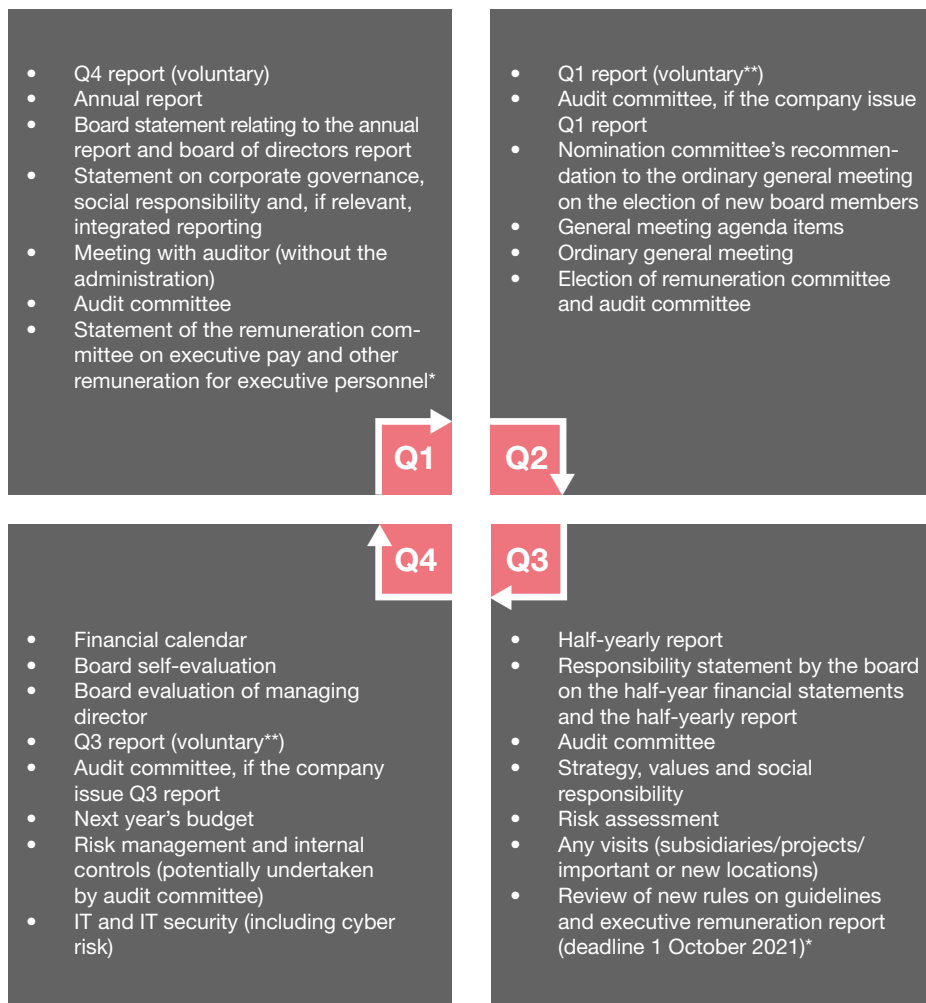 • Q4 report (voluntary)
• Annual report
• Board statement relating to the annual
report and board of directors report
• Statement on corporate governance,
social responsibility and, if relevant,
integrated reporting
• Meeting with auditor (without the
administration)
• Audit committee
• Statement of the remuneration com-
mittee on executive pay and other
remuneration for executive personnel*
Q1
• Q1 report (voluntary**)
• Audit committee, if the company issue
Q1 report
• Nomination committee’s recommen-
dation to the ordinary general meeting
on the election of new board members
• General meeting agenda items
• Ordinary general meeting
• Election of remuneration committee
and audit committee
Q2
Q4
• Financial calendar
• Board self-evaluation
• Board evaluation of managing
director
• Q3 report (voluntary**)
• Audit committee, if the company
issue Q3 report
• Next year’s budget
• Risk management and internal
controls (potentially undertaken
by audit committee)
• IT and IT security (including cyber
risk)
Q3
• Half-yearly report
• Responsibility statement by the board
on the half-year financial statements
and the half-yearly report
• Audit committee
• Strategy, values and social
responsibility
• Risk assessment
• Any visits (subsidiaries/projects/
important or new locations)
• Review of new rules on guidelines
and executive remuneration report
(deadline 1 October 2021)*